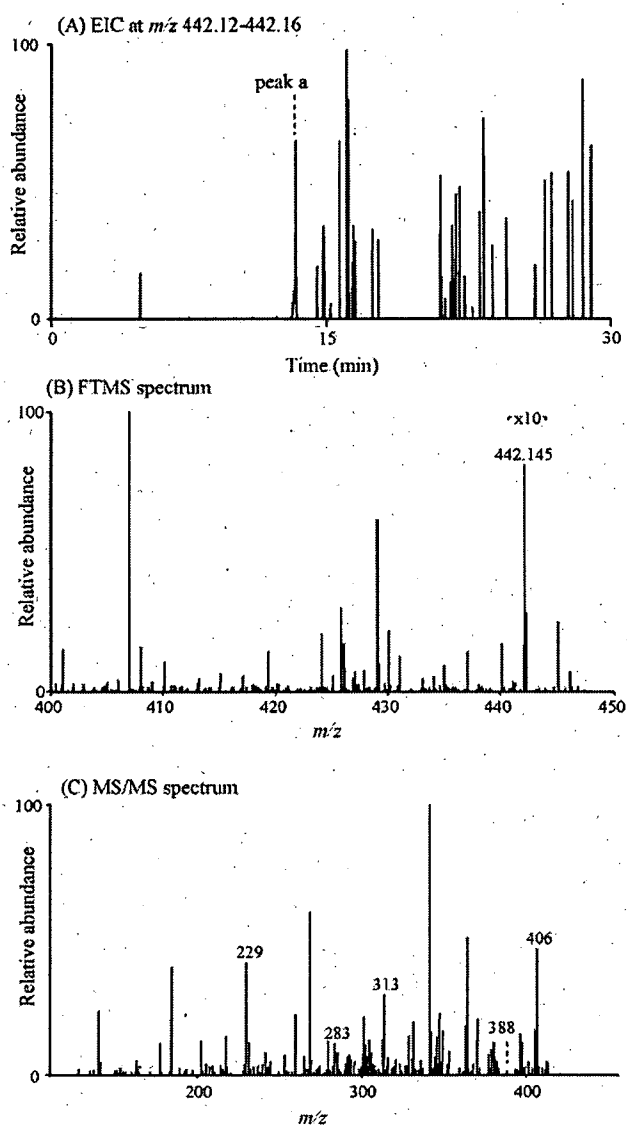 (A) EIC at m/z 442.12-442.16
100
peak a
Relative abundance
0
0 15 30
Time (min)
(B) FTMS spectrum
100
x10
442.145
Relative abundance
0
400 410 420 430 440 450
m/z
(C) MS/MS spectrum
100
229
406
313
283
388
Relative abundance
0
200 300 400
m/z